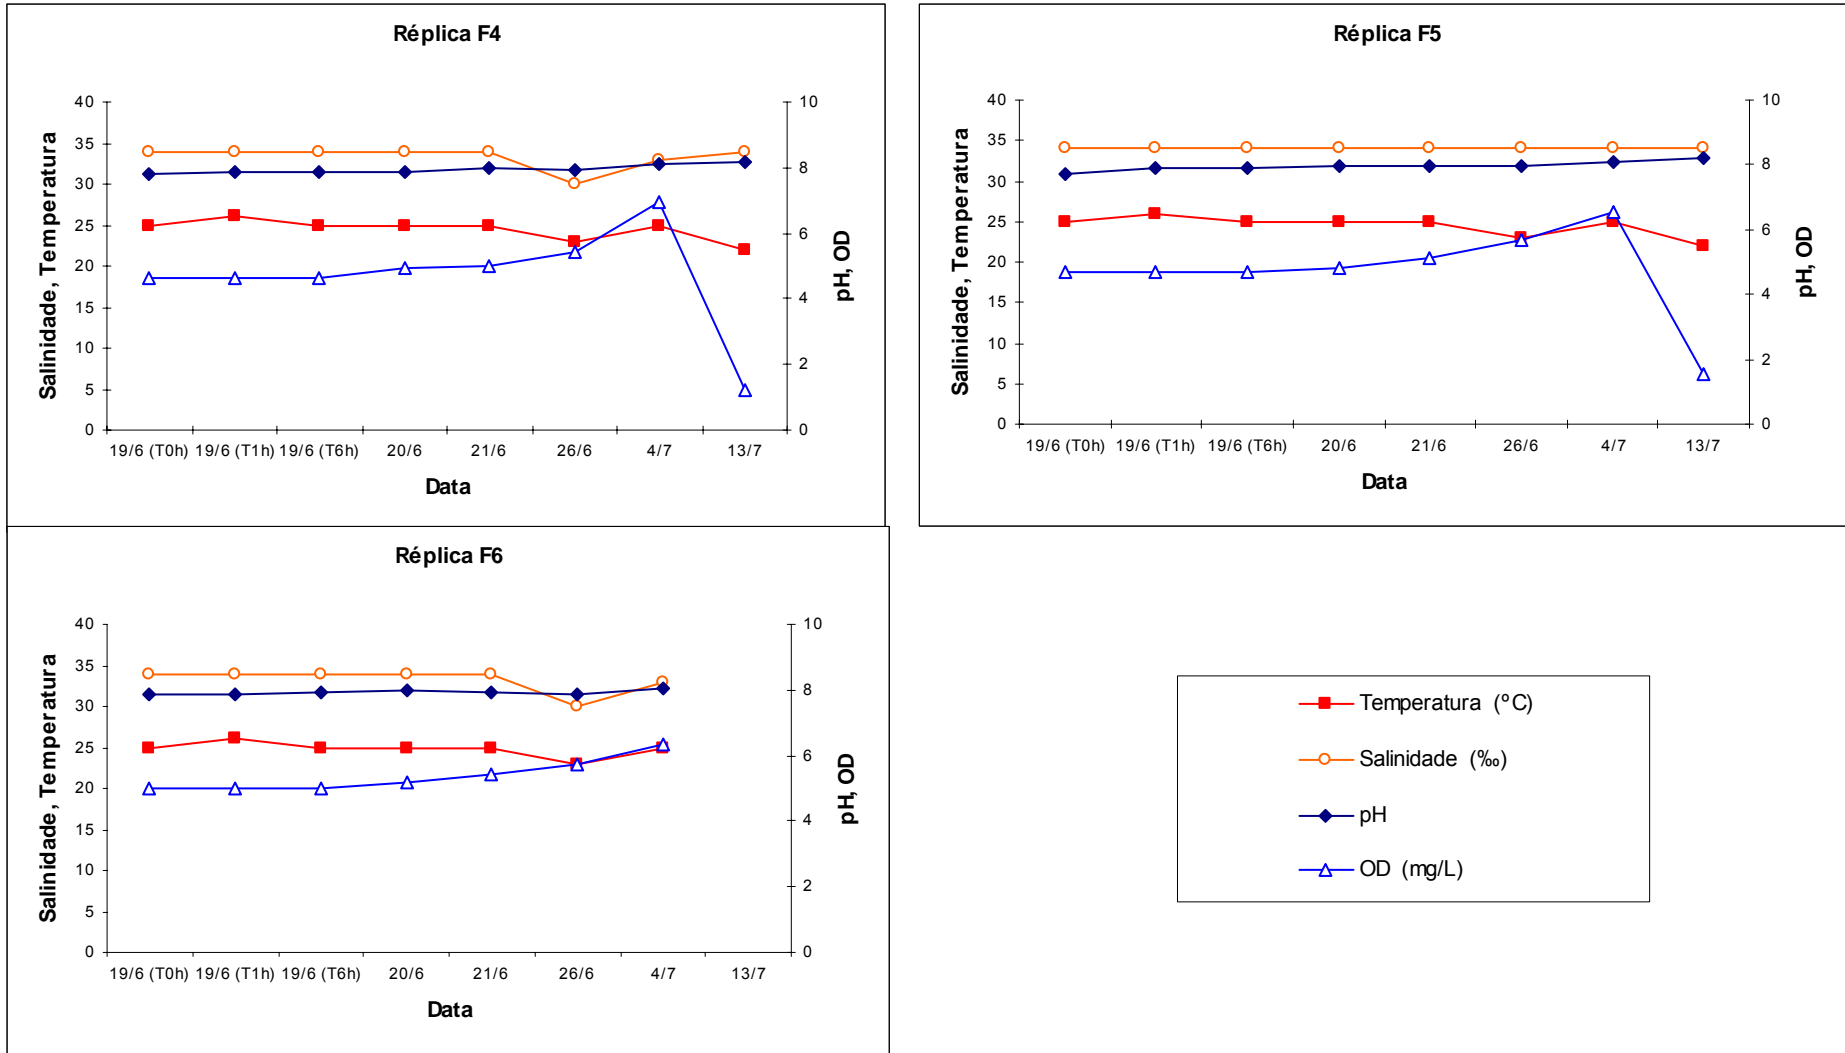 Réplica F4
Salinidade, Temperatura
40
35
30
25
20
15
10
5
0
10
8
6
4
2
0
pH, OD
19/6 (T0h) 19/6 (T1h) 19/6 (T6h) 20/6 21/6 26/6 4/7 13/7
Data
Réplica F5
Salinidade, Temperatura
40
35
30
25
20
15
10
5
0
10
8
6
4
2
0
pH, OD
19/6 (T0h) 19/6 (T1h) 19/6 (T6h) 20/6 21/6 26/6 4/7 13/7
Data
Réplica F6
Salinidade, Temperatura
40
35
30
25
20
15
10
5
0
10
8
6
4
2
0
pH, OD
19/6 (T0h) 19/6 (T1h) 19/6 (T6h) 20/6 21/6 26/6 4/7 13/7
Data
Temperatura (ºC)
Salinidade (‰)
pH
OD (mg/L)